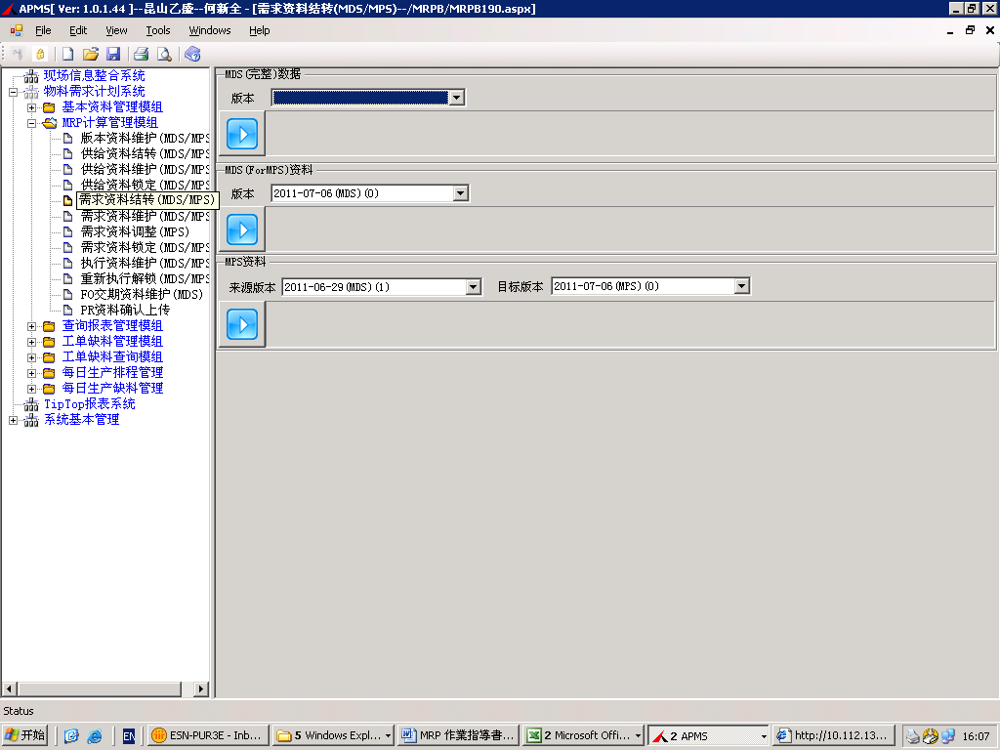 APMS[ Ver: 1.0.1.44 ]--昆山乙盛--何新全 - [需求资料结转(MDS/MPS)--/MRPB/MRPB190.aspx]
File Edit View Tools Windows Help
现场信息整合系统
物料需求计划系统
基本资料管理模组
MRP计算管理模组
版本资料维护(MDS/MPS
供给资料结转(MDS/MPS
供给资料维护(MDS/MPS
供给资料锁定(MDS/MPS
需求资料结转(MDS/MPS)
需求资料维护(MDS/MPS
需求资料调整(MPS)
需求资料锁定(MDS/MPS
执行资料维护(MDS/MPS
重新执行解锁(MDS/MPS
FO交期资料维护(MDS)
PR资料确认上传
查询报表管理模组
工单缺料管理模组
工单缺料查询模组
每日生产排程管理
每日生产缺料管理
TipTop报表系统
系统基本管理
MDS(完整)数据
版本
MDS(ForMPS)资料
版本 2011-07-06(MDS)(0)
MPS资料
来源版本 2011-06-29(MDS)(1) 目标版本 2011-07-06(MPS)(0)
Status
开始 EN ESN-PUR3E - Inb... 5 Windows Expl... MRP 作業指導書... 2 Microsoft Offi... 2 APMS http://10.112.13... 16:07